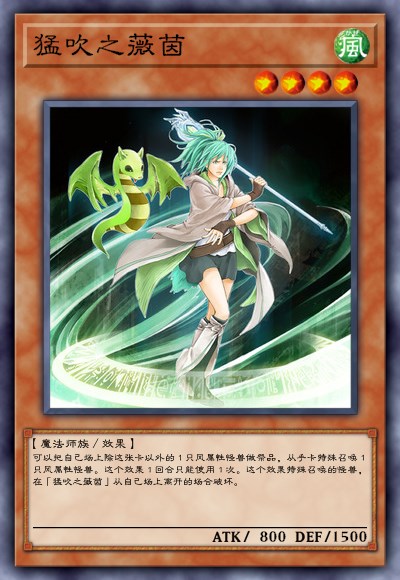 猛吹之薇茵
風
【魔法师族／效果】
可以把自己场上除这张卡以外的1只风属性怪兽做祭品，从手卡特殊召唤1
只风属性怪兽。这个效果1回合只能使用1次。这个效果特殊召唤的怪兽，
在「猛吹之薇茵」从自己场上离开的场合破坏。
ATK/ 800 DEF/1500